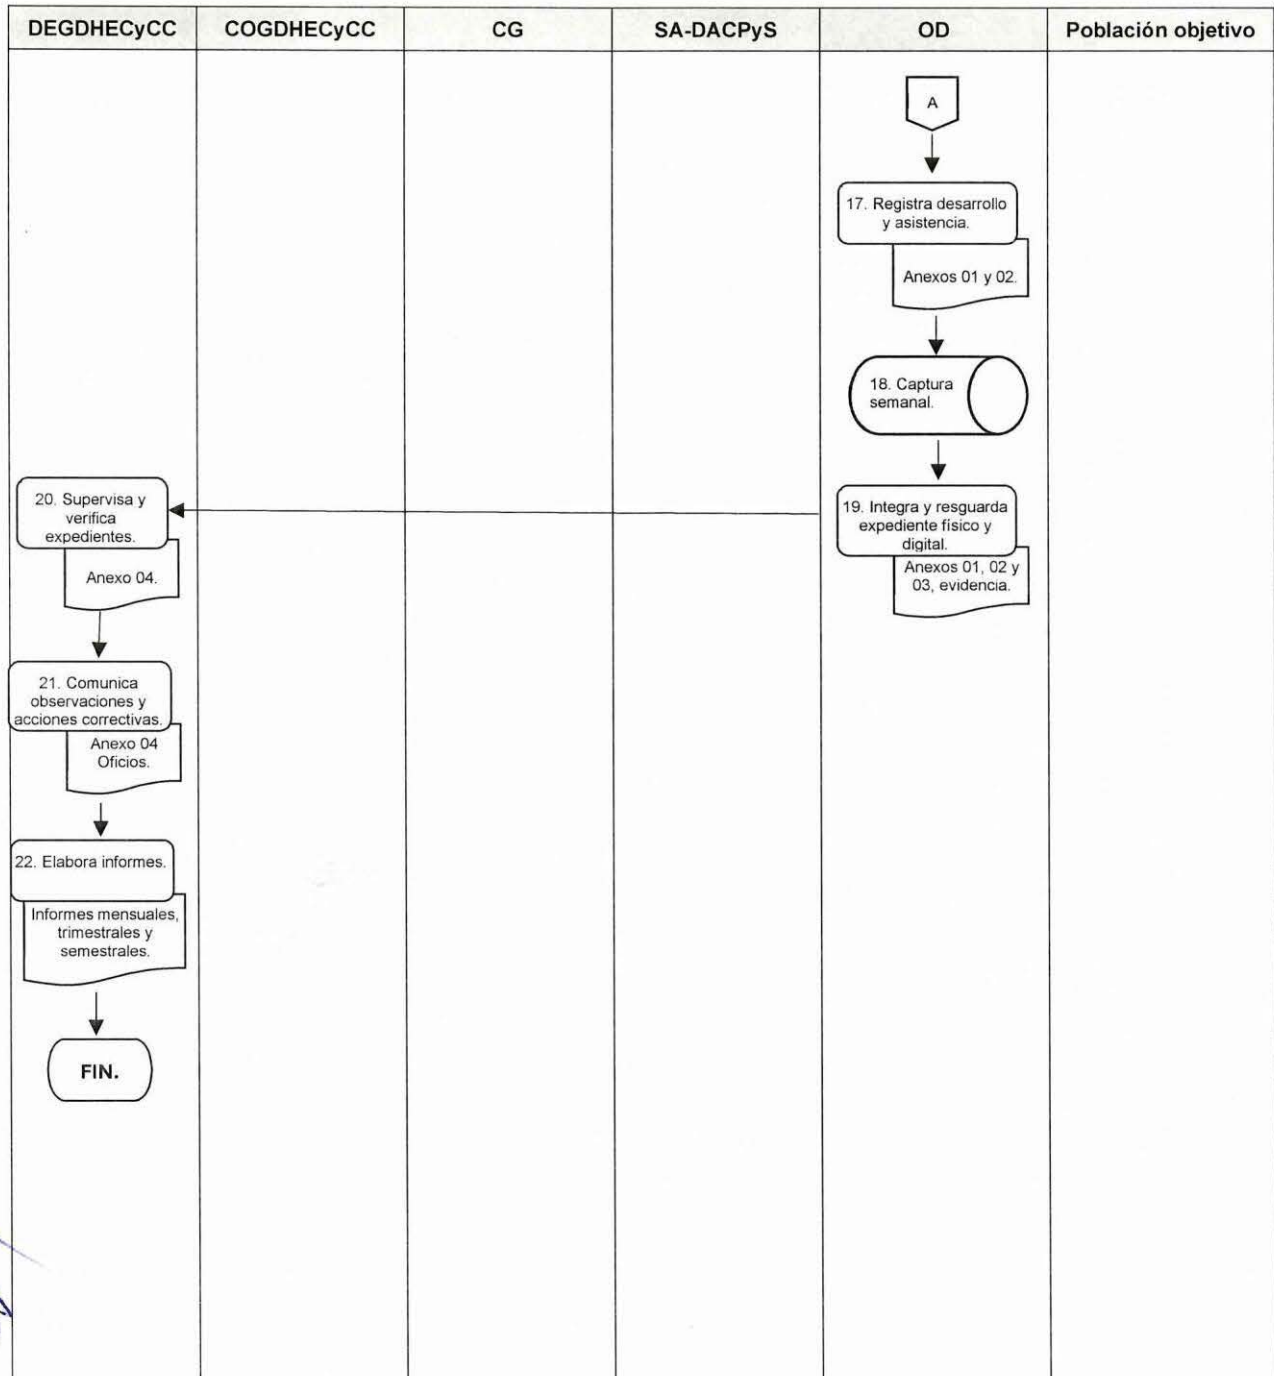 DEGDHECyCC
COGDHECyCC
CG
SA-DACPyS
OD
Población objetivo
A
17. Registra desarrollo
y asistencia.
Anexos 01 y 02.
18. Captura
semanal.
19. Integra y resguarda
expediente físico y
digital.
Anexos 01, 02 y
03, evidencia.
20. Supervisa y
verifica
expedientes.
Anexo 04.
21. Comunica
observaciones y
acciones correctivas.
Anexo 04
Oficios.
22. Elabora informes.
Informes mensuales,
trimestrales y
semestrales.
FIN.